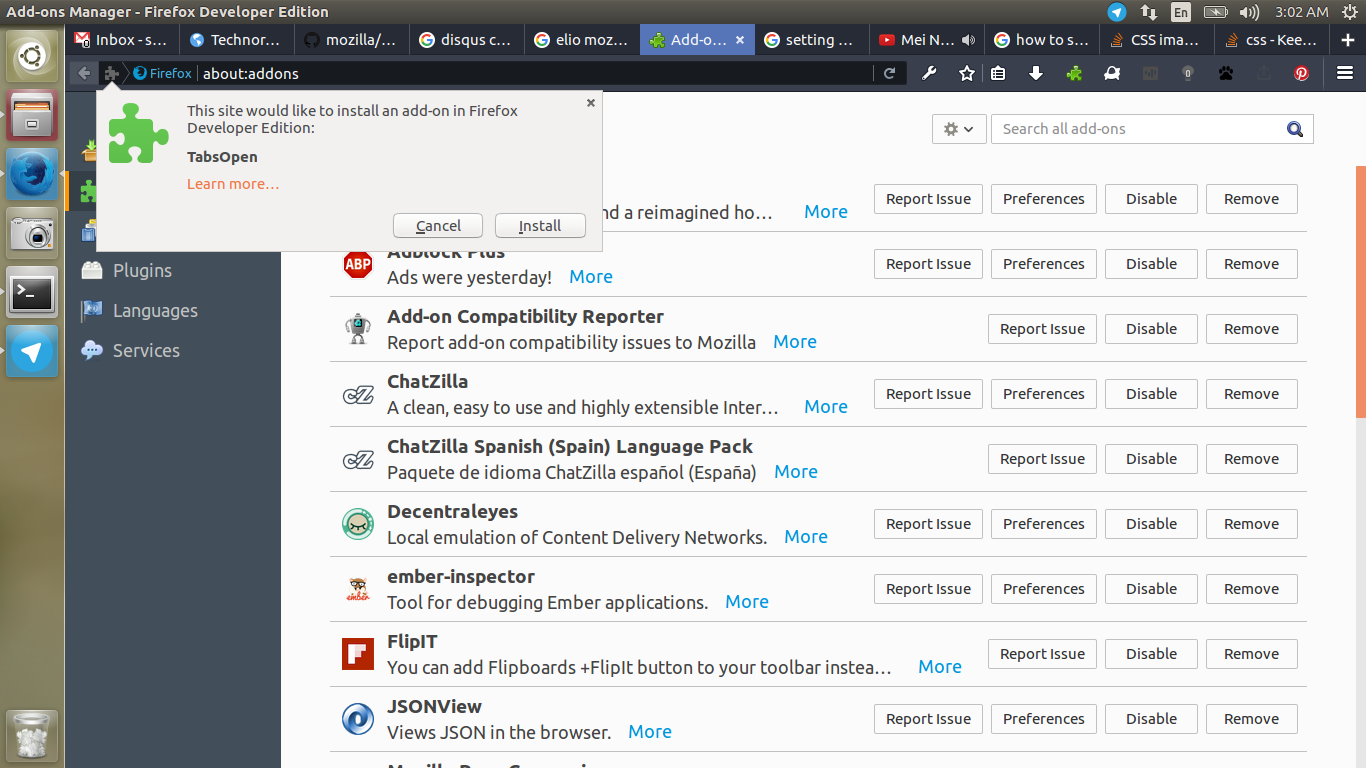 Add-ons Manager - Firefox Developer Edition
En
3:02 AM
Inbox - s...
Technor...
mozilla/...
disqus c...
elio moz...
Add-o...
setting ...
Mei N...
how to s...
CSS ima...
css - Kee...
Firefox
about:addons
This site would like to install an add-on in Firefox
Developer Edition:
TabsOpen
Learn more...
Cancel
Install
Search all add-ons
nd a reimagined ho... More
Report Issue Preferences Disable Remove
Adblock Plus
ABP
Ads were yesterday! More
Report Issue Preferences Disable Remove
Plugins
Languages
Services
Add-on Compatibility Reporter
Report add-on compatibility issues to Mozilla More
Report Issue Disable Remove
ChatZilla
A clean, easy to use and highly extensible Inter... More
Report Issue Preferences Disable Remove
ChatZilla Spanish (Spain) Language Pack
Paquete de idioma ChatZilla español (España) More
Report Issue Disable Remove
Decentraleyes
Local emulation of Content Delivery Networks. More
Report Issue Preferences Disable Remove
ember-inspector
ember
Tool for debugging Ember applications. More
Report Issue Preferences Disable Remove
FlipIT
You can add Flipboards +FlipIt button to your toolbar instea... More
Report Issue Disable Remove
JSONView
Views JSON in the browser. More
Report Issue Preferences Disable Remove